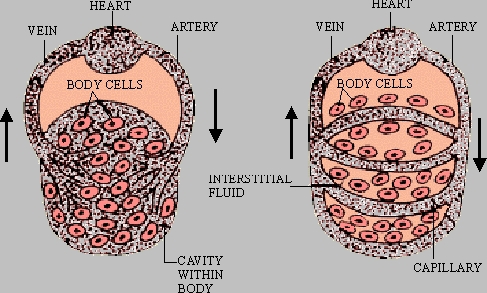 HEART
VEIN
ARTERY
BODY CELLS
CAVITY
WITHIN
BODY
HEART
VEIN
ARTERY
BODY CELLS
INTERSTITIAL
FLUID
CAPILLARY